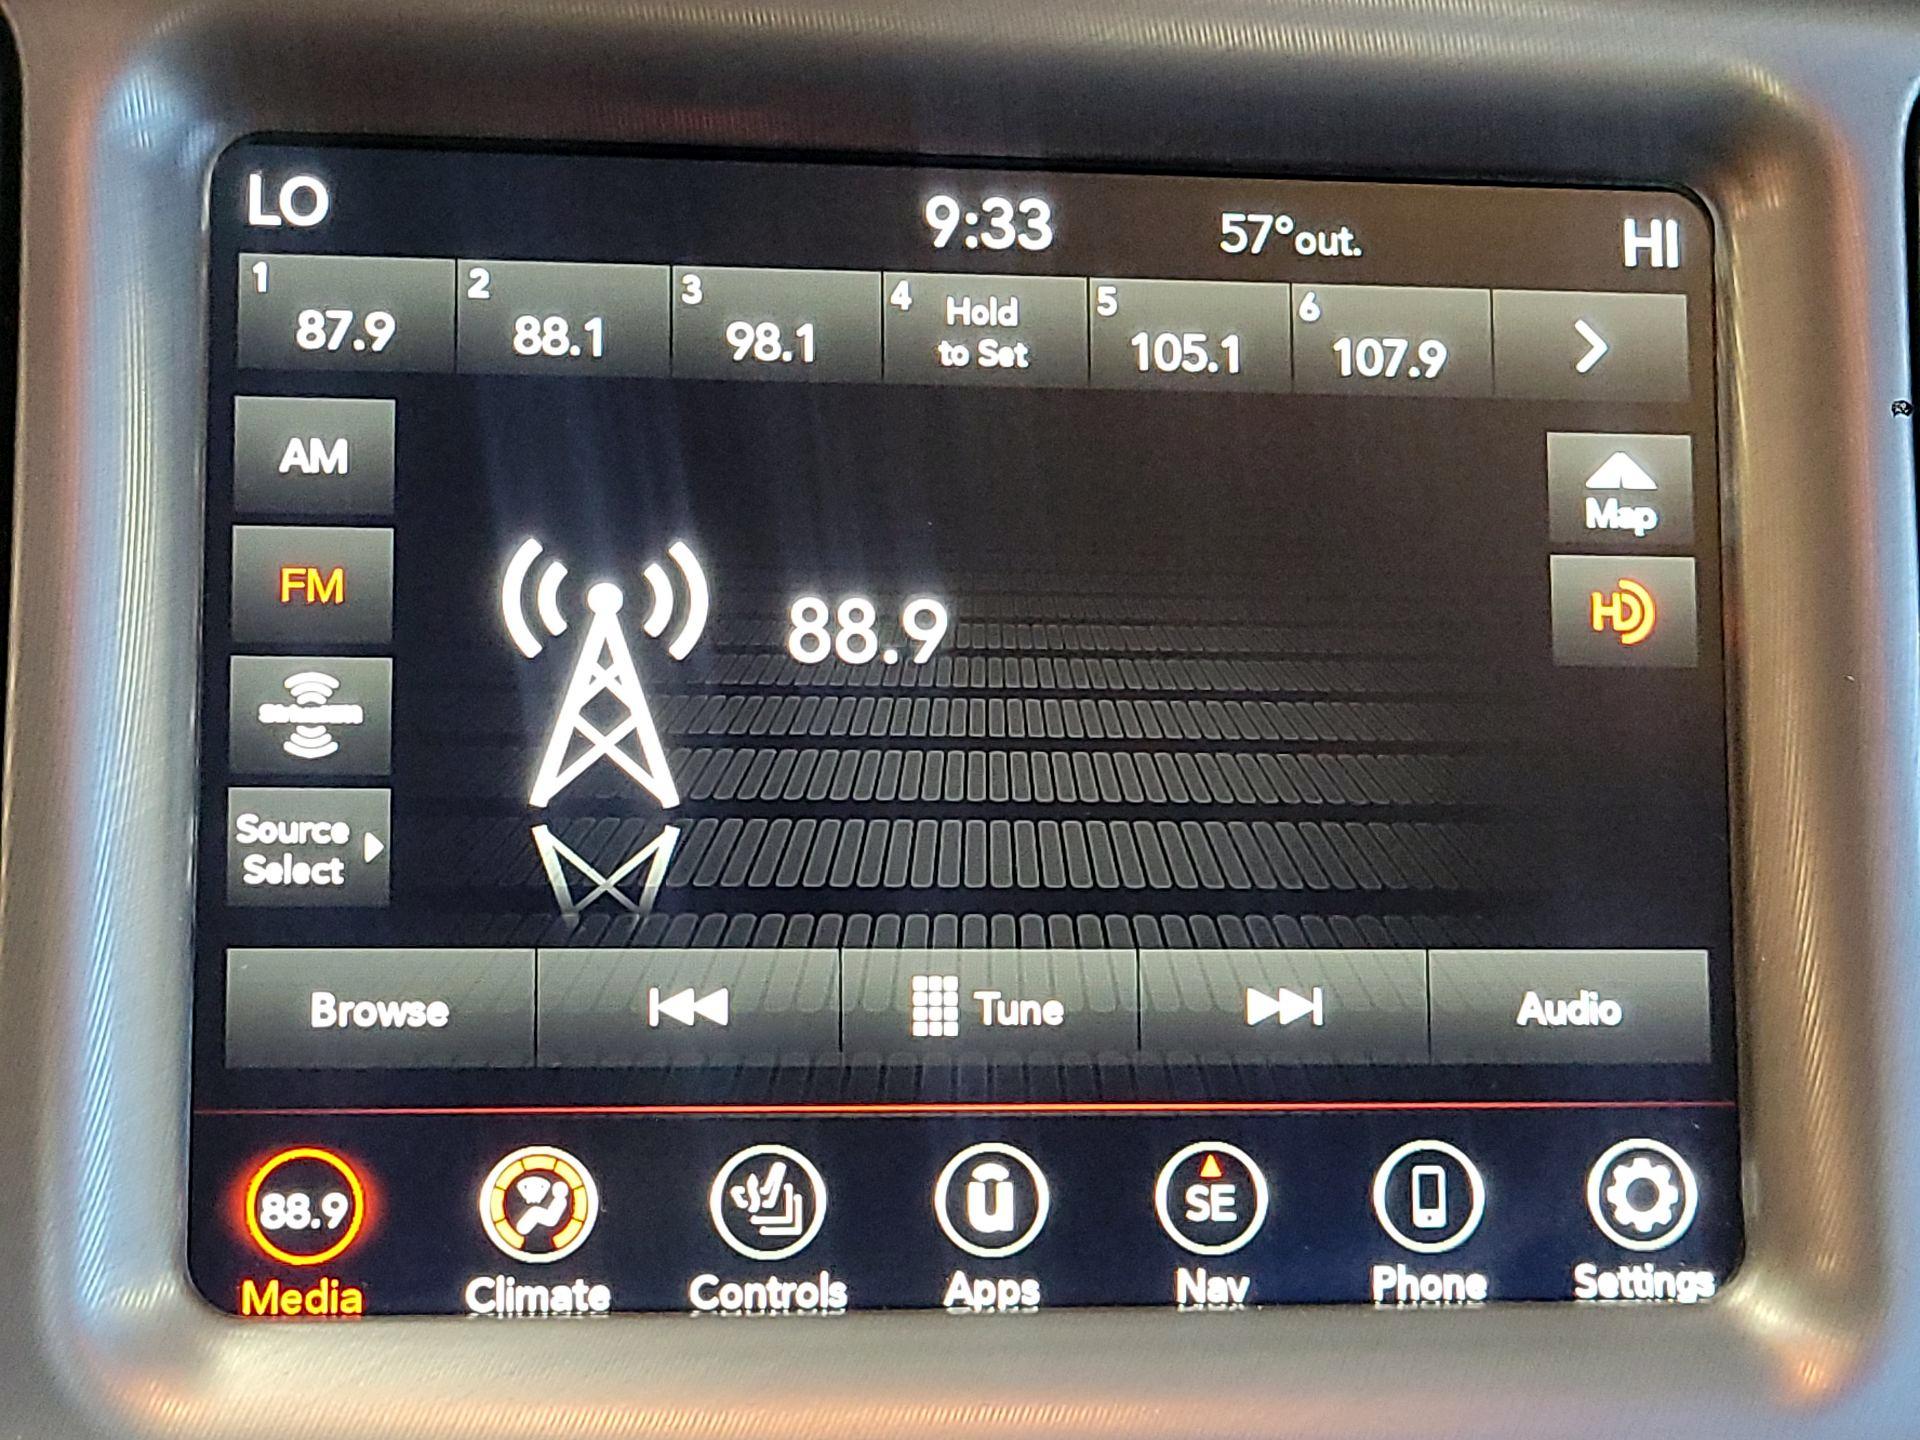 LO 9:33 57°out. HI
1 2 3 4 Hold 5 6
87.9 88.1 98.1 to Set 105.1 107.9
AM
Map
FM
HD
88.9
Source
Select
Browse Tune Audio
88.9 u SE
Media Climate Controls Apps Nav Phone Settings